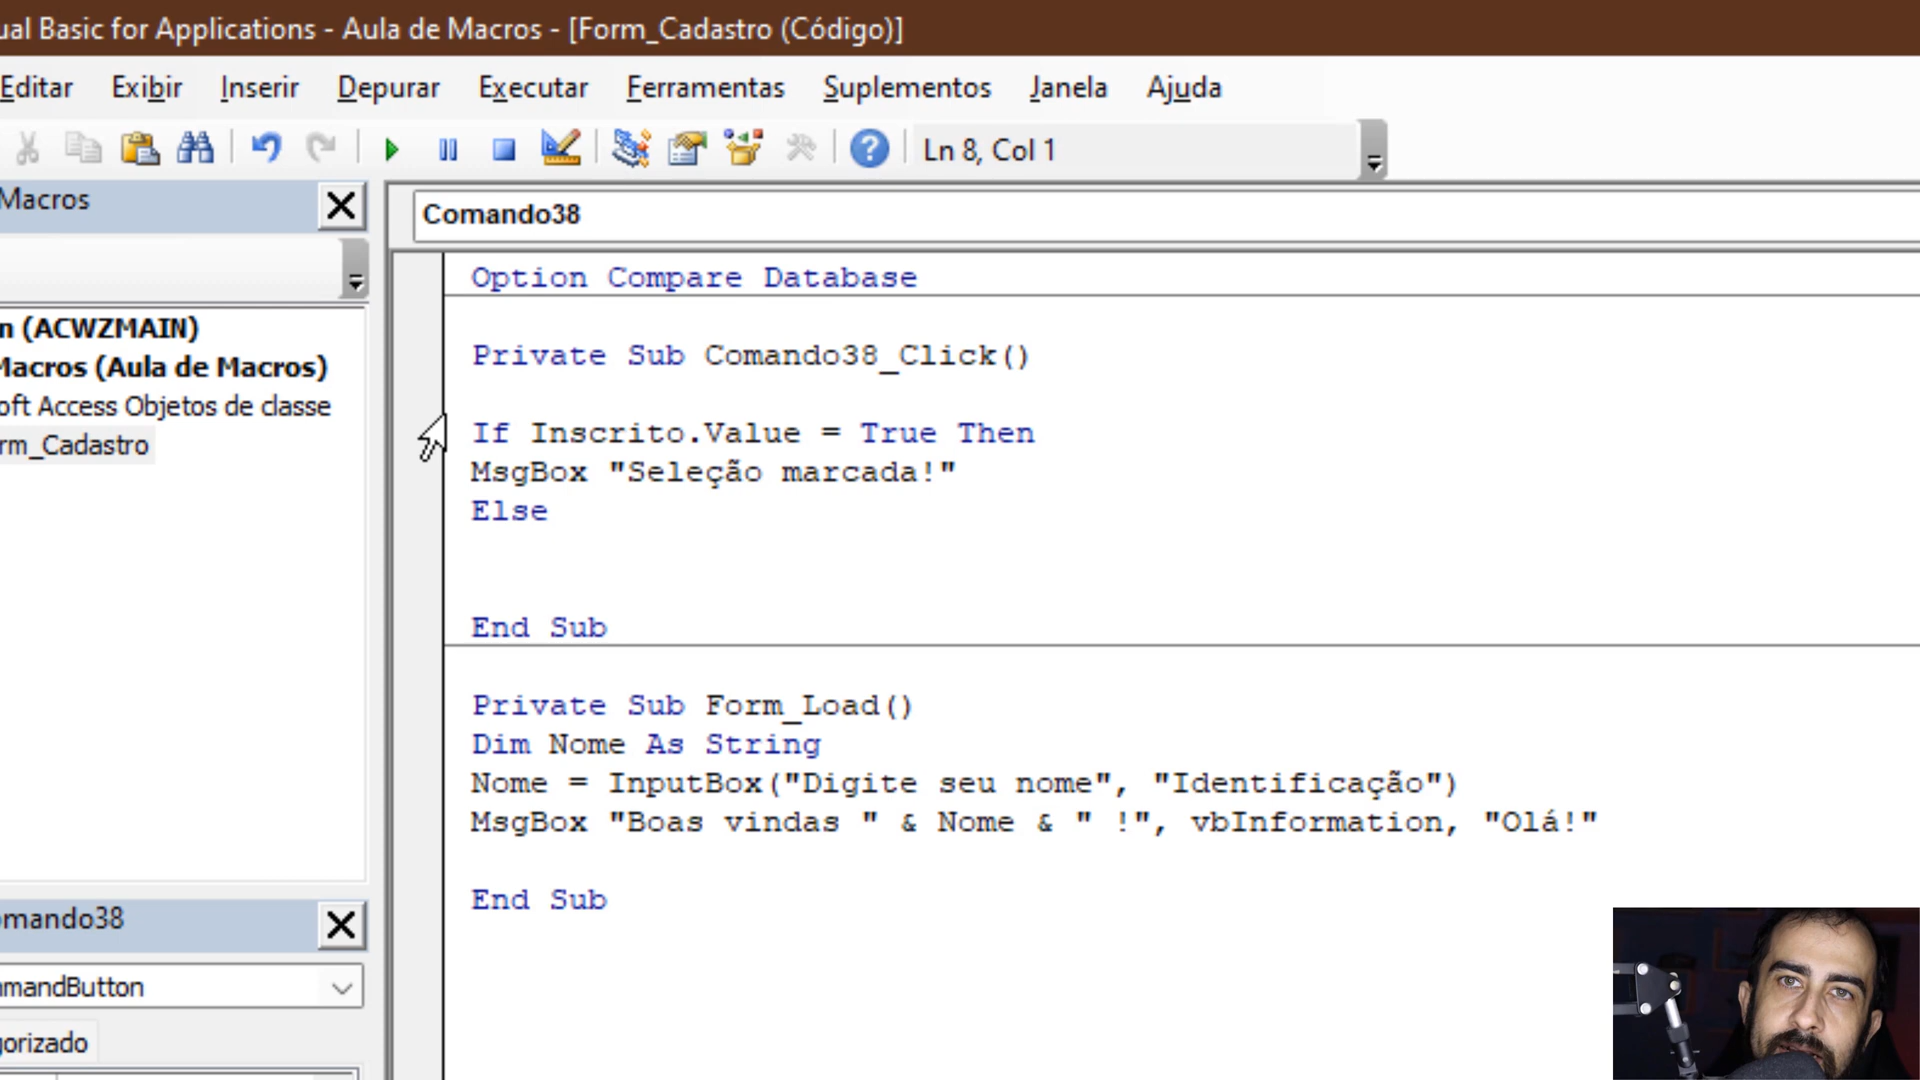 ual Basic for Applications - Aula de Macros - [Form_Cadastro (Código)]
Editar Exibir Inserir Depurar Executar Ferramentas Suplementos Janela Ajuda
Ln 8, Col 1
Macros
Comando38
n (ACWZMAIN)
Macros (Aula de Macros)
oft Access Objetos de classe
rm_Cadastro
Option Compare Database
Private Sub Comando38_Click()
If Inscrito.Value = True Then
MsgBox "Seleção marcada!"
Else
End Sub
Private Sub Form_Load()
Dim Nome As String
Nome = InputBox("Digite seu nome", "Identificação")
MsgBox "Boas vindas " & Nome & " !", vbInformation, "Olá!"
End Sub
omando38
mmandButton
gorizado